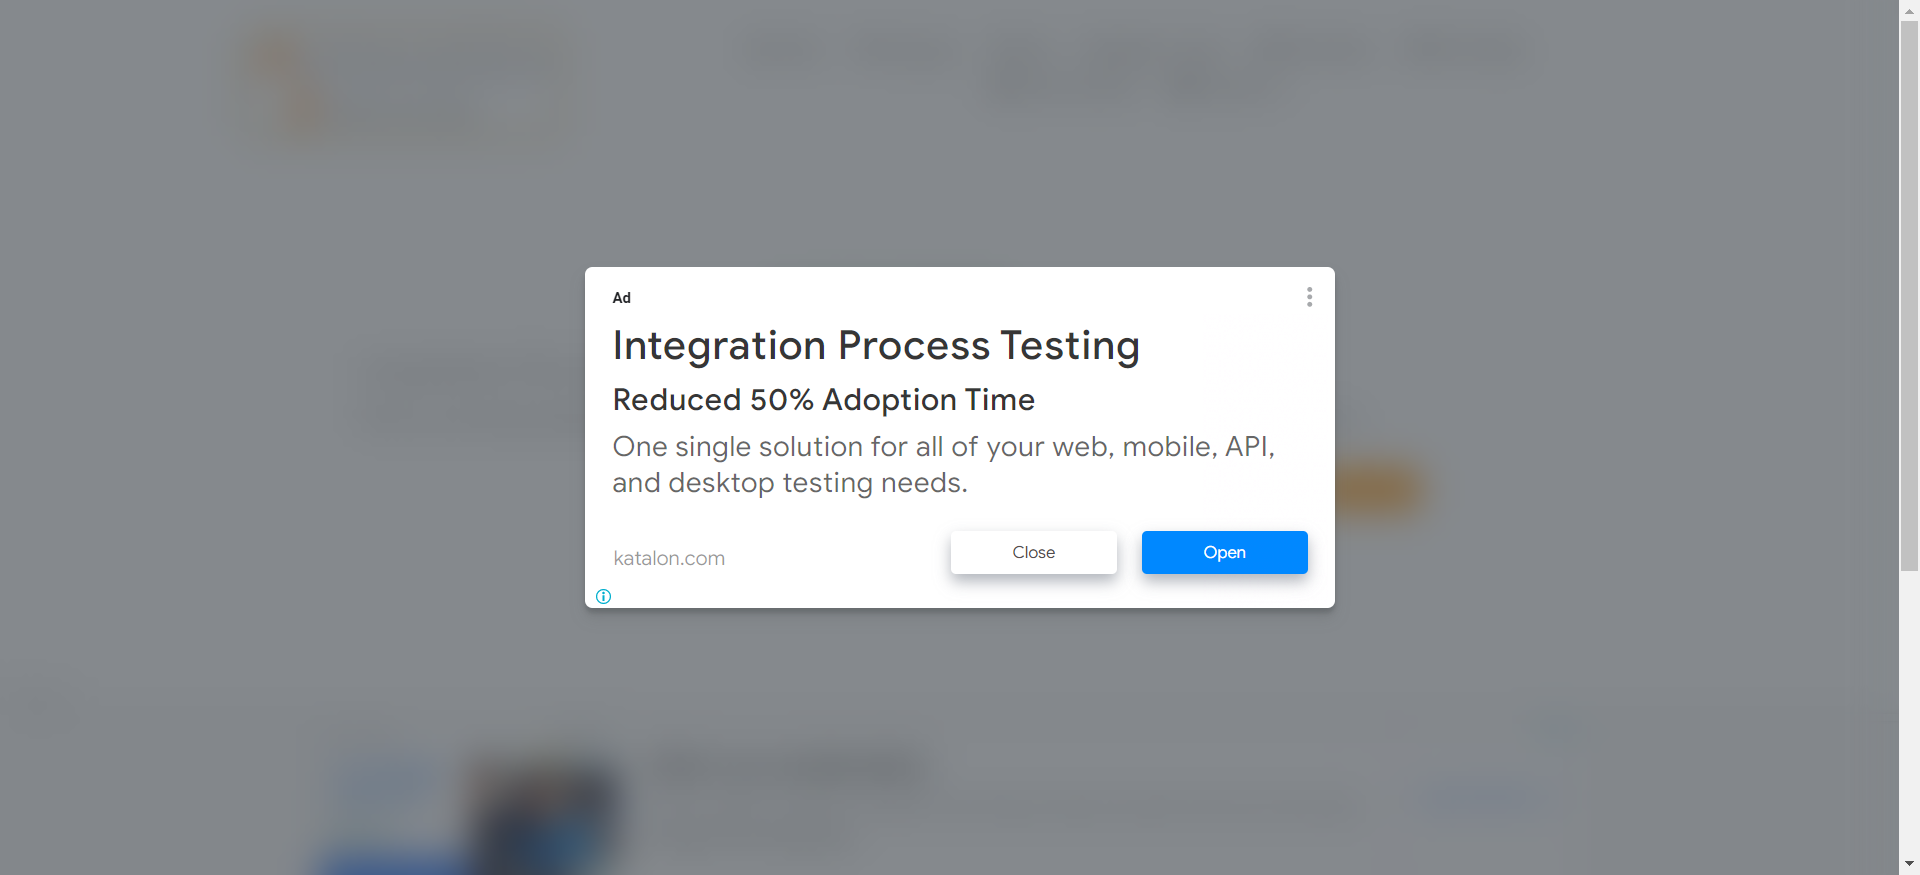 Ad
Integration Process Testing
Reduced 50% Adoption Time
One single solution for all of your web, mobile, API,
and desktop testing needs.
katalon.com
Close
Open